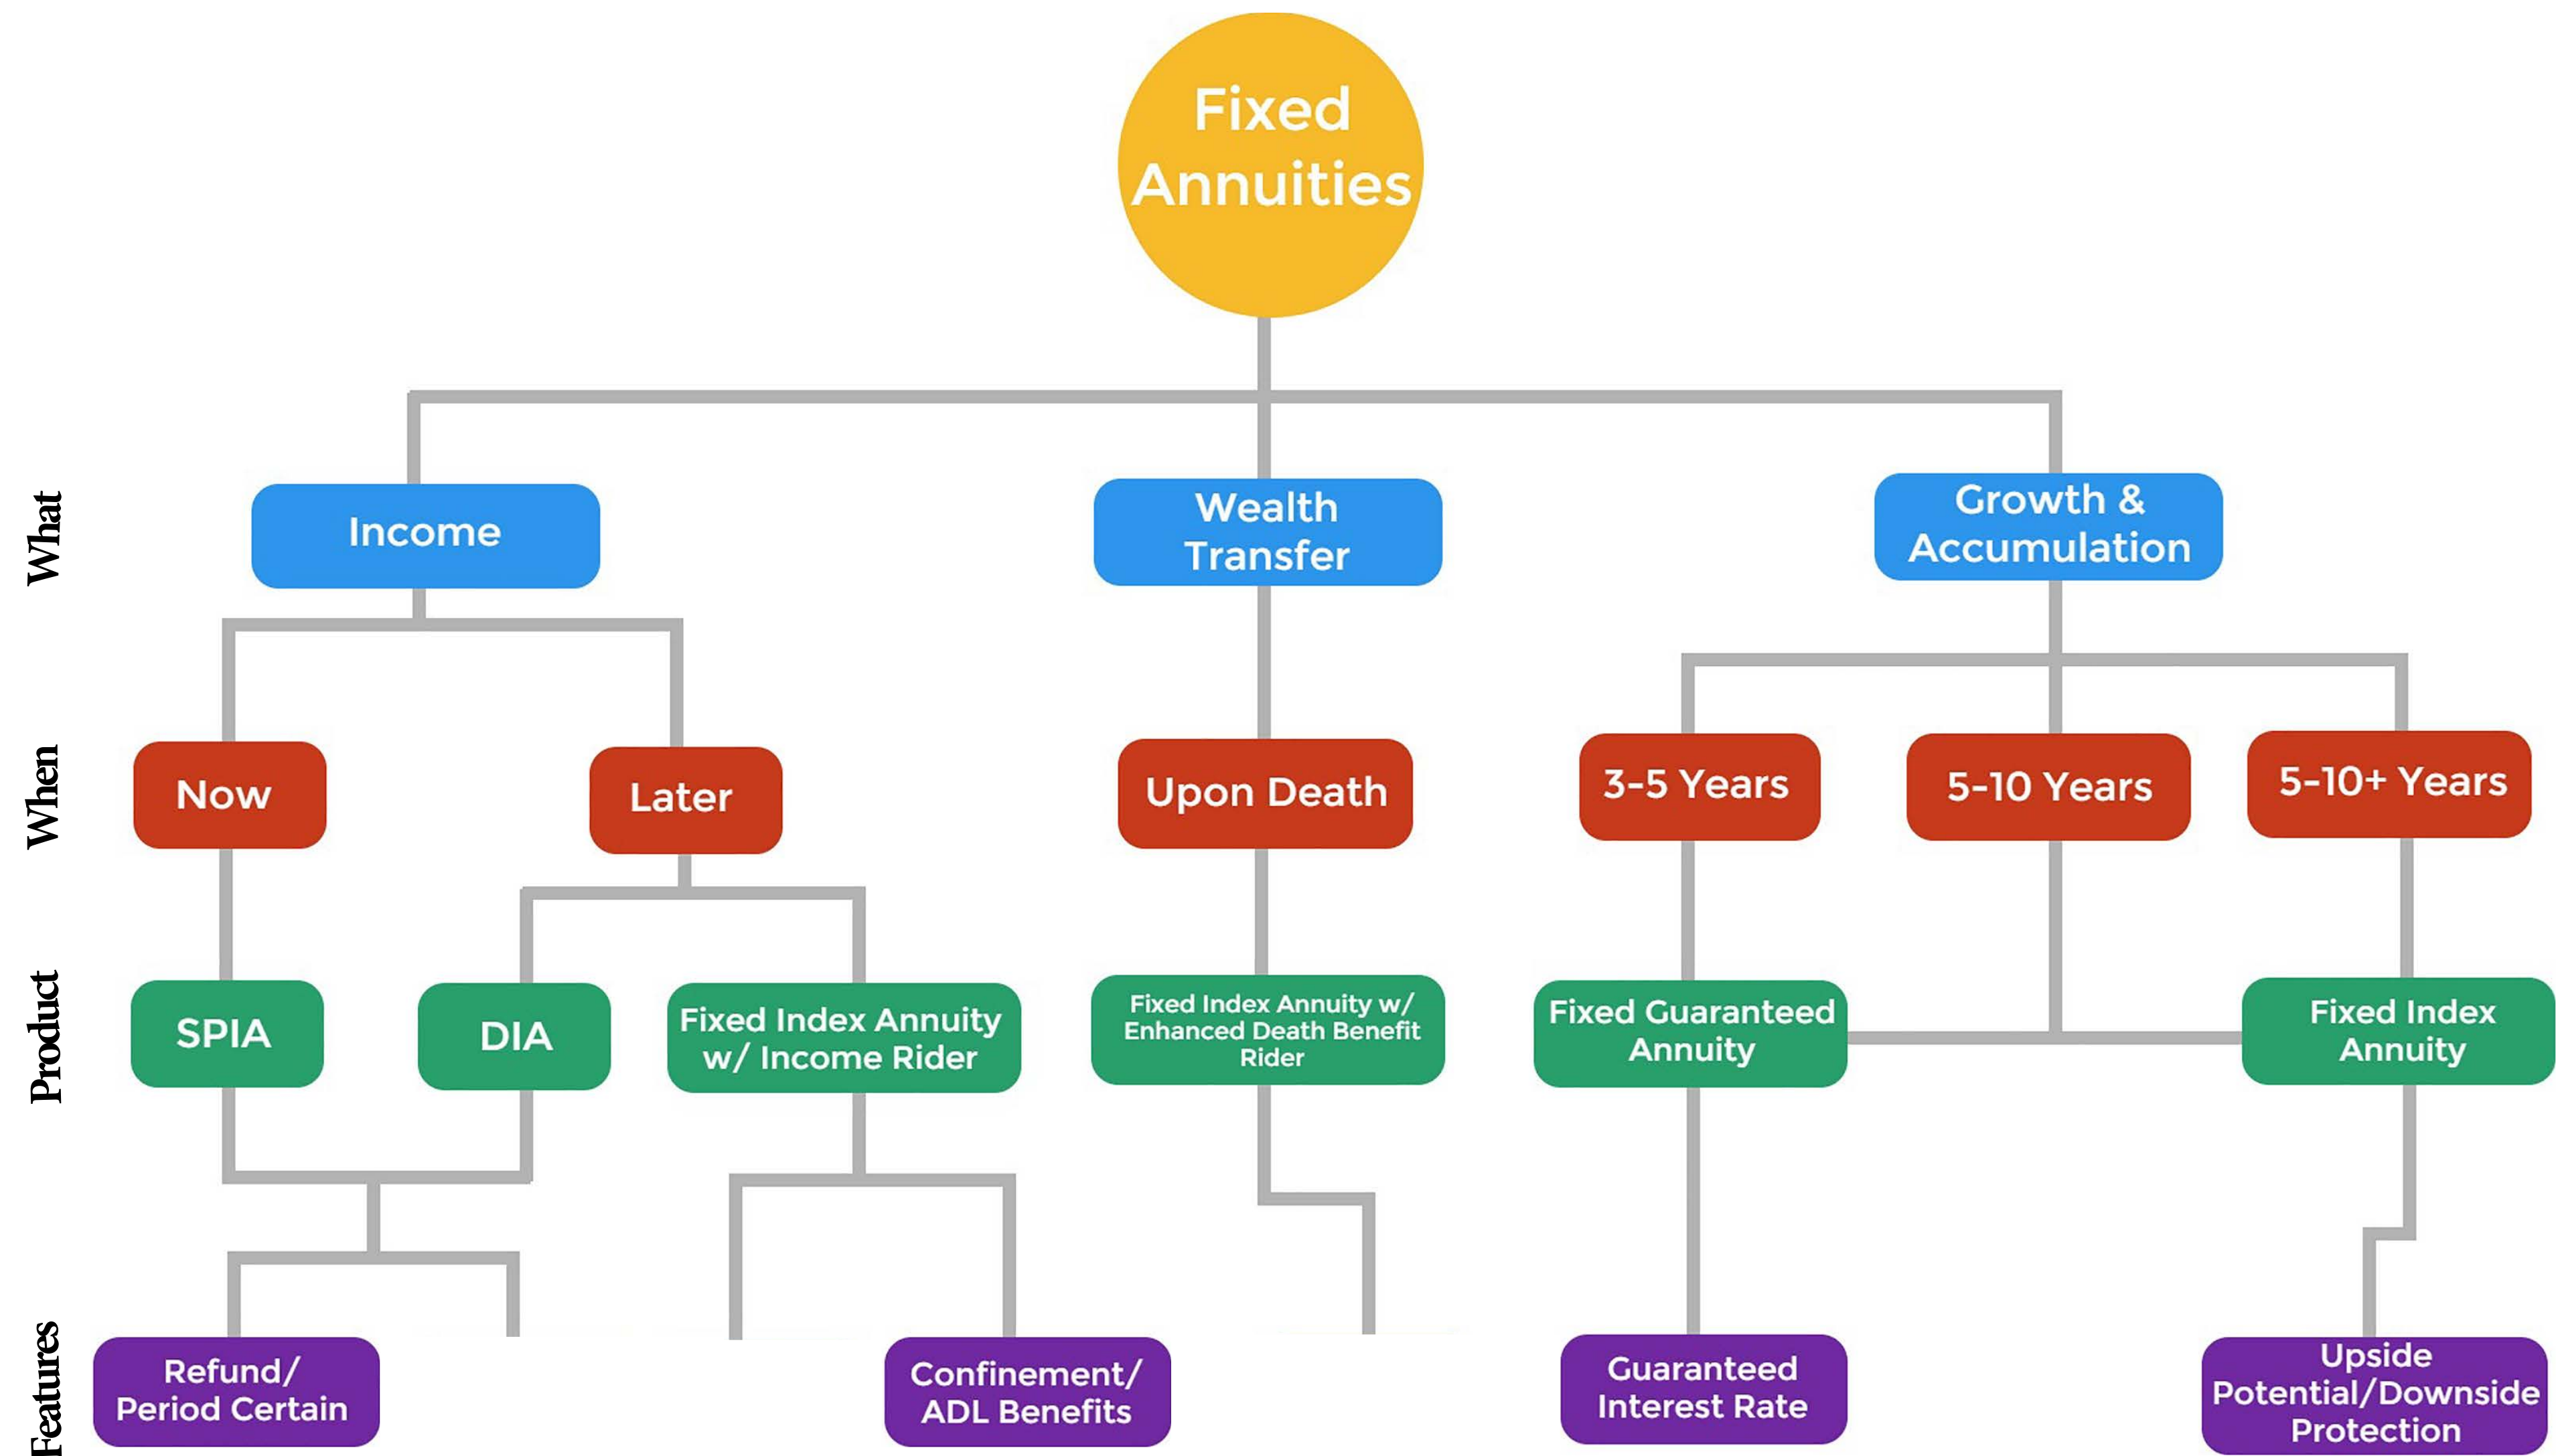 Fixed
Annuities
What
Income
Wealth
Transfer
Growth &
Accumulation
When
Now
Later
Upon Death
3-5 Years
5-10 Years
5-10+ Years
Product
SPIA
DIA
Fixed Index Annuity
w/ Income Rider
Fixed Index Annuity w/
Enhanced Death Benefit
Rider
Fixed Guaranteed
Annuity
Fixed Index
Annuity
Features
Refund/
Period Certain
Confinement/
ADL Benefits
Guaranteed
Interest Rate
Upside
Potential/Downside
Protection